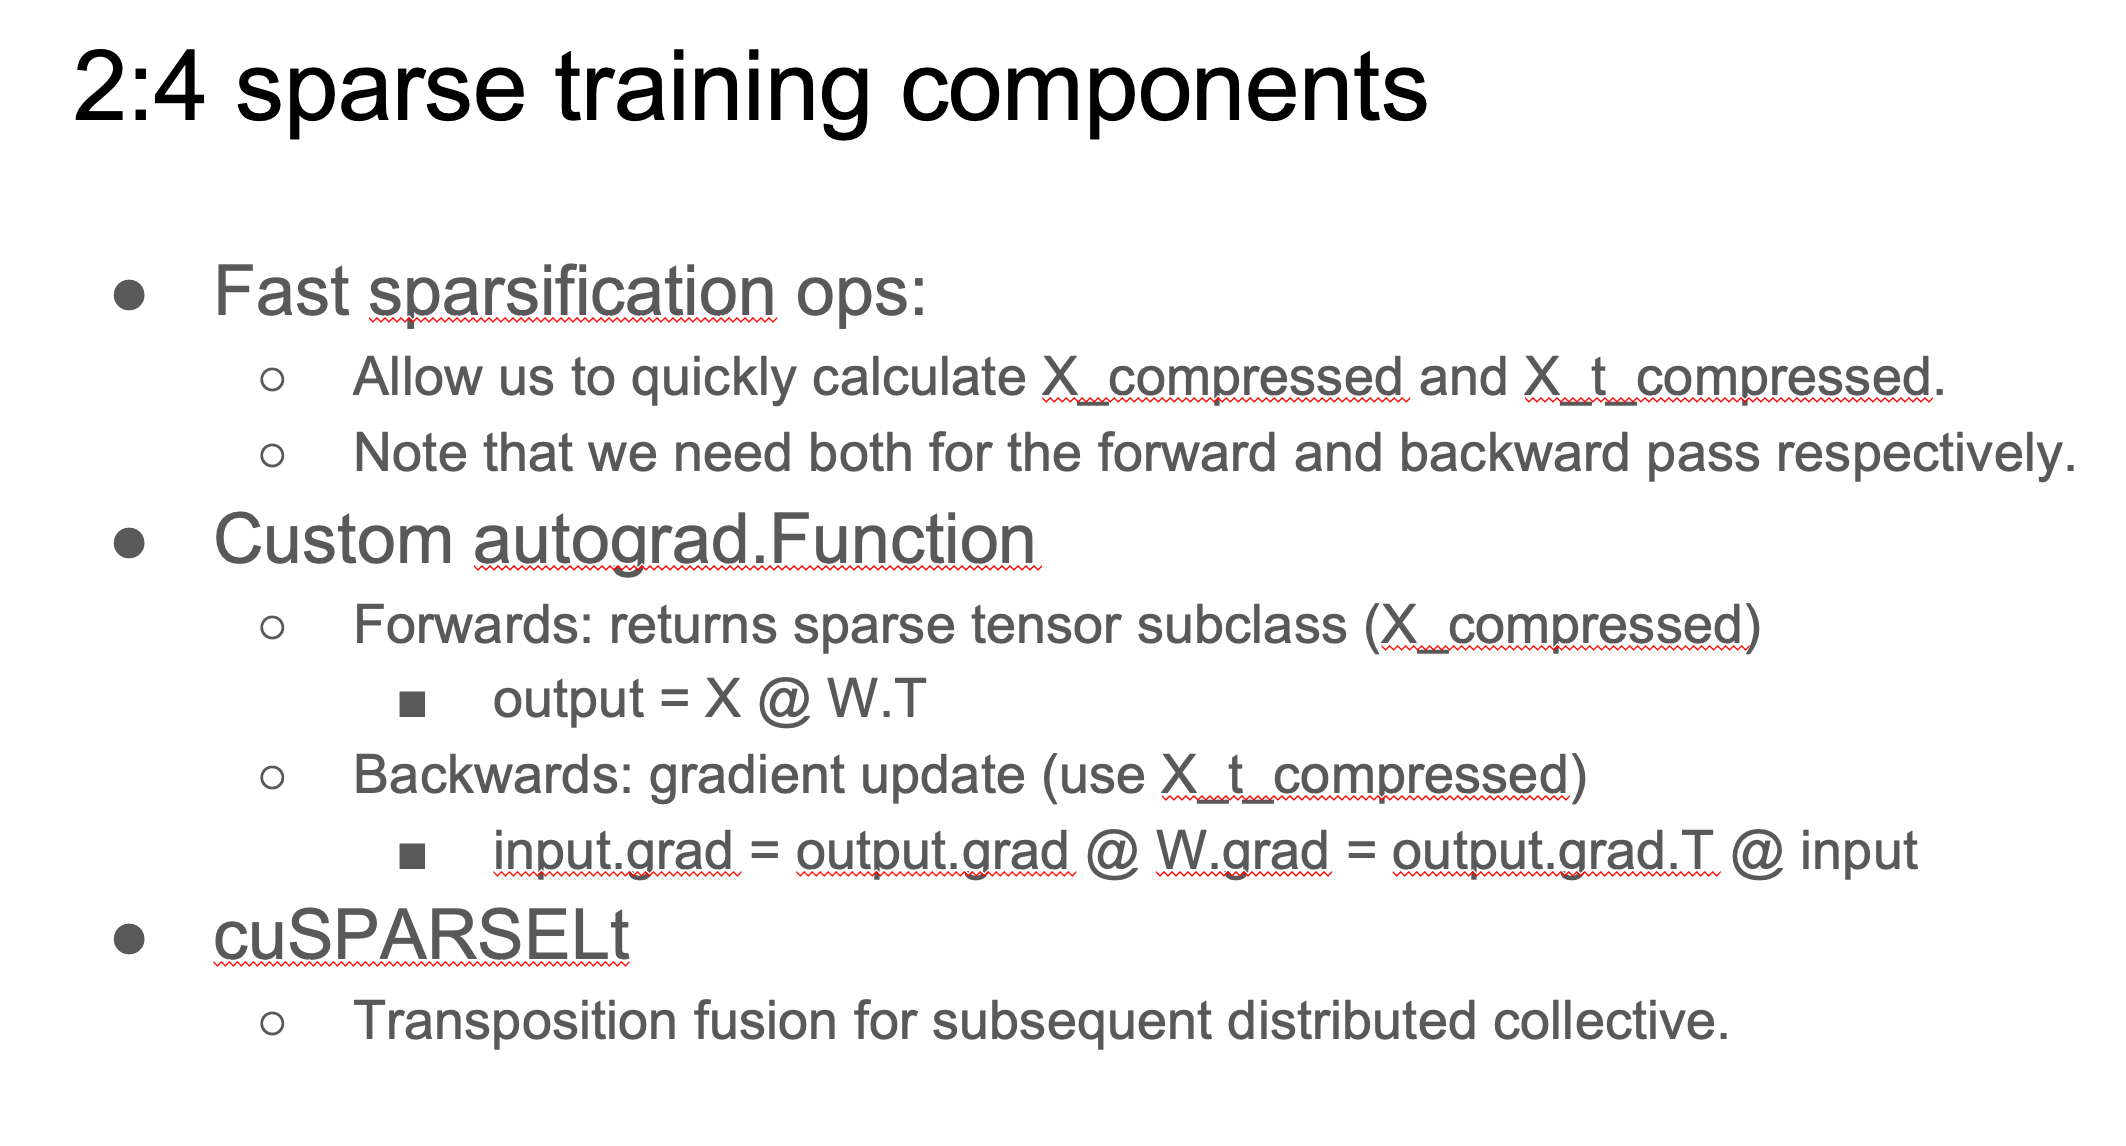 2:4 sparse training components
● Fast sparsification ops:
○ Allow us to quickly calculate X_compressed and X_t_compressed.
○ Note that we need both for the forward and backward pass respectively.
● Custom autograd.Function
○ Forwards: returns sparse tensor subclass (X_compressed)
■ output = X @ W.T
○ Backwards: gradient update (use X_t_compressed)
■ input.grad = output.grad @ W.grad = output.grad.T @ input
● cuSPARSELt
○ Transposition fusion for subsequent distributed collective.